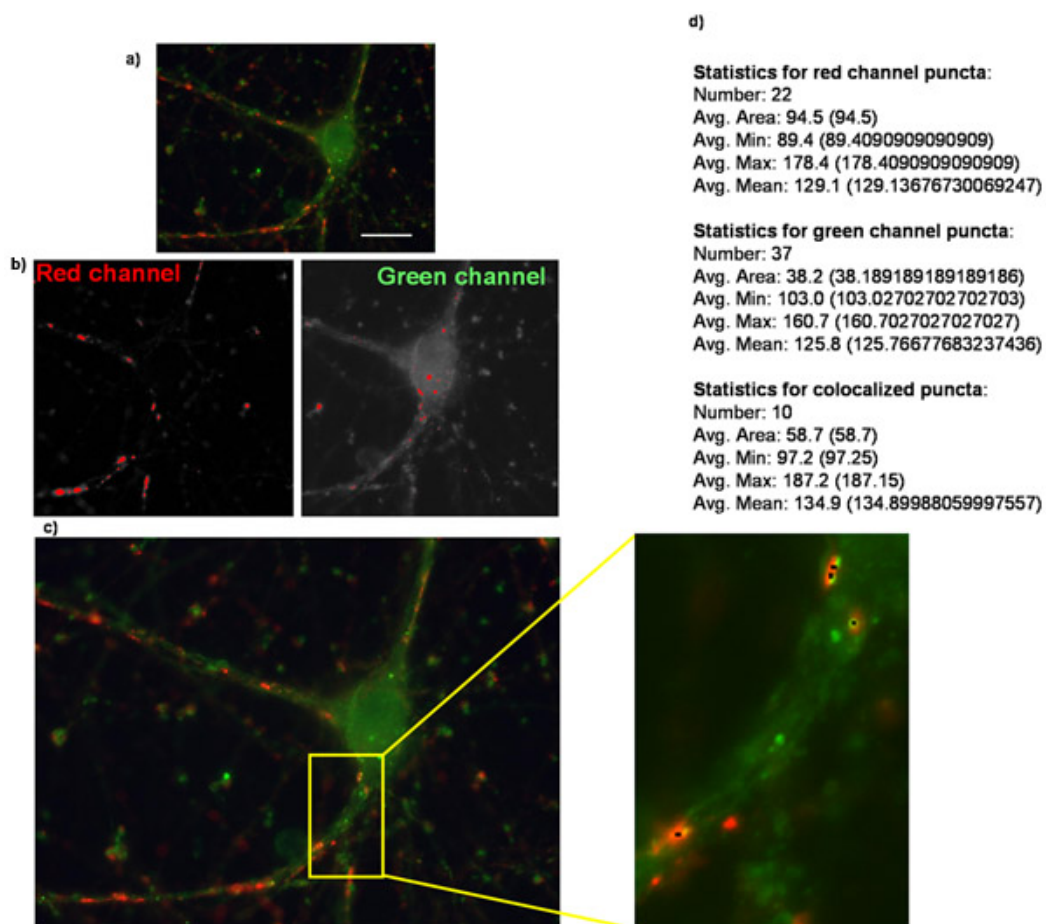 a)
b)
Red channel
Green channel
c)
d)
Statistics for red channel puncta:
Number: 22
Avg. Area: 94.5 (94.5)
Avg. Min: 89.4 (89.4090909090909)
Avg. Max: 178.4 (178.4090909090909)
Avg. Mean: 129.1 (129.13676730069247)
Statistics for green channel puncta:
Number: 37
Avg. Area: 38.2 (38.189189189189186)
Avg. Min: 103.0 (103.02702702702703)
Avg. Max: 160.7 (160.7027027027027)
Avg. Mean: 125.8 (125.76677683237436)
Statistics for colocalized puncta:
Number: 10
Avg. Area: 58.7 (58.7)
Avg. Min: 97.2 (97.25)
Avg. Max: 187.2 (187.15)
Avg. Mean: 134.9 (134.89988059997557)